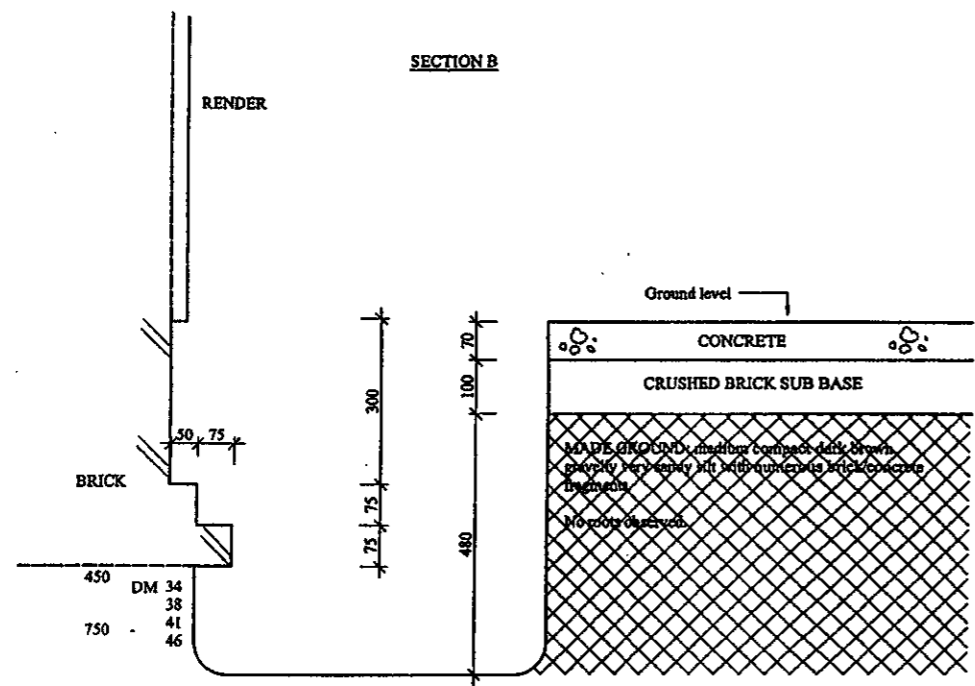 SECTION B
RENDER
Ground level
70
CONCRETE
100
CRUSHED BRICK SUB BASE
300
50 75
MADE GROUND: medium compact dark brown
gravelly very sandy silt with numerous brick/concrete
fragments.
BRICK
75
No roots observed.
75
480
450
DM 34
38
41
750 - 46